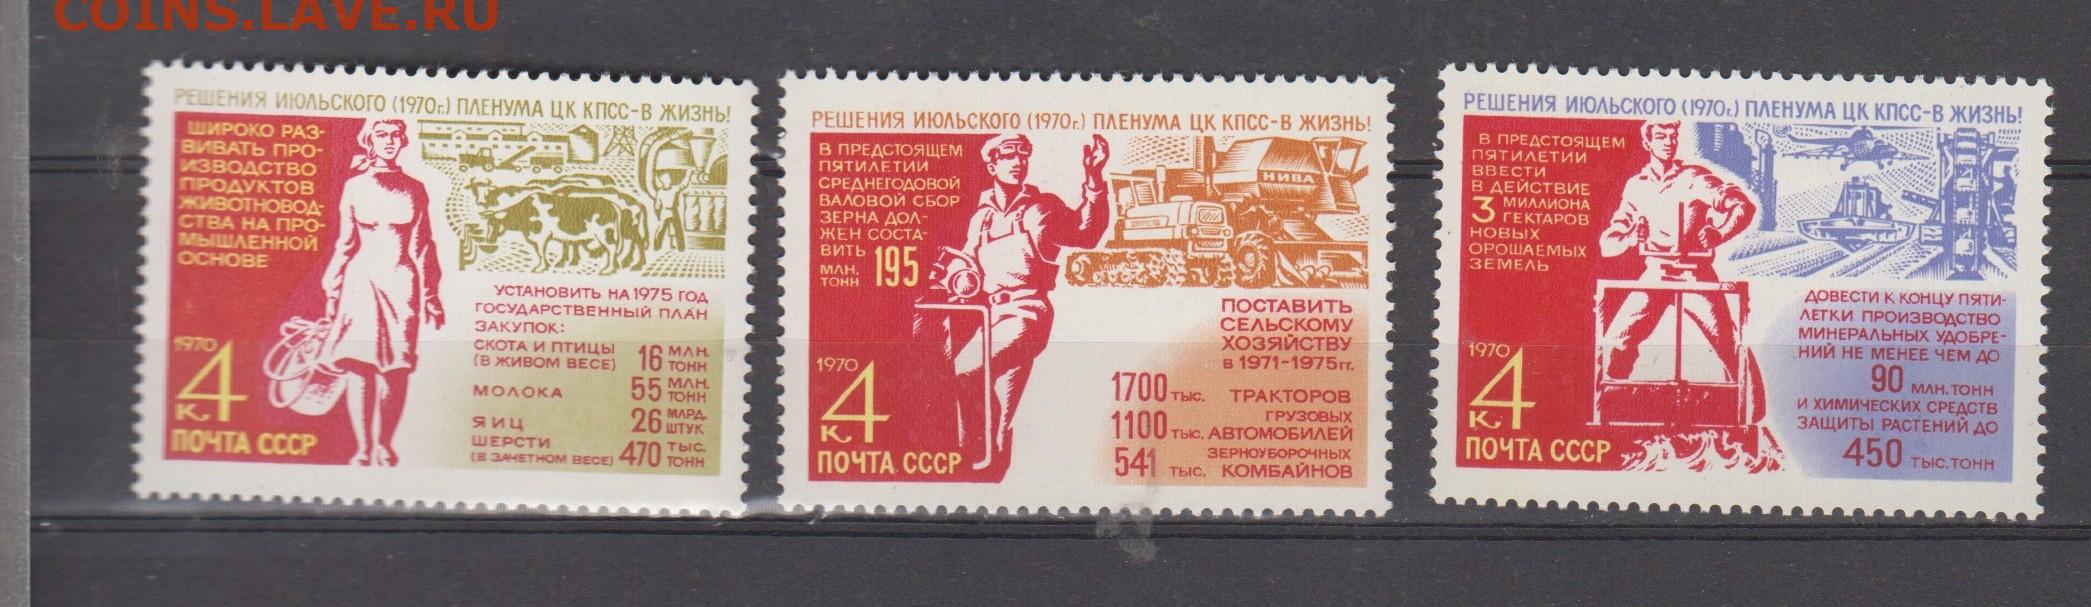 COINS.LAVE.RU
РЕШЕНИЯ ИЮЛЬСКОГО (1970г.) ПЛЕНУМА ЦК КПСС-В ЖИЗНЬ!
ШИРОКО РАЗ-
ВИВАТЬ ПРО-
ИЗВОДСТВО
ПРОДУКТОВ
ЖИВОТНОВОД-
СТВА НА ПРО-
МЫШЛЕННОЙ
ОСНОВЕ
УСТАНОВИТЬ НА 1975 ГОД
ГОСУДАРСТВЕННЫЙ ПЛАН
ЗАКУПОК:
СКОТА И ПТИЦЫ
(В ЖИВОМ ВЕСЕ) 16 МЛН. ТОНН
МОЛОКА 55 МЛН. ТОНН
ЯИЦ 26 МЛРД. ШТУК
ШЕРСТИ
(В ЗАЧЕТНОМ ВЕСЕ) 470 ТЫС. ТОНН
1970
4 к.
ПОЧТА СССР
РЕШЕНИЯ ИЮЛЬСКОГО (1970г.) ПЛЕНУМА ЦК КПСС-В ЖИЗНЬ!
В ПРЕДСТОЯЩЕМ
ПЯТИЛЕТИИ
СРЕДНЕГОДОВОЙ
ВАЛОВОЙ СБОР
ЗЕРНА ДОЛ-
ЖЕН СОСТА-
ВИТЬ 195
МЛН.
ТОНН
НИВА
ПОСТАВИТЬ
СЕЛЬСКОМУ
ХОЗЯЙСТВУ
в 1971-1975гг.
1700 ТЫС. ТРАКТОРОВ
ГРУЗОВЫХ
1100 ТЫС. АВТОМОБИЛЕЙ
ЗЕРНОУБОРОЧНЫХ
541 ТЫС. КОМБАЙНОВ
1970
4 к.
ПОЧТА СССР
РЕШЕНИЯ ИЮЛЬСКОГО (1970г.) ПЛЕНУМА ЦК КПСС-В ЖИЗНЬ!
В ПРЕДСТОЯЩЕМ
ПЯТИЛЕТИИ
ВВЕСТИ
В ДЕЙСТВИЕ
3 МИЛЛИОНА
ГЕКТАРОВ
НОВЫХ
ОРОШАЕМЫХ
ЗЕМЕЛЬ
ДОВЕСТИ К КОНЦУ ПЯТИ-
ЛЕТКИ ПРОИЗВОДСТВО
МИНЕРАЛЬНЫХ УДОБРЕ-
НИЙ НЕ МЕНЕЕ ЧЕМ ДО
90 МЛН. ТОНН
И ХИМИЧЕСКИХ СРЕДСТВ
ЗАЩИТЫ РАСТЕНИЙ ДО
450 ТЫС. ТОНН
1970
4 к.
ПОЧТА СССР